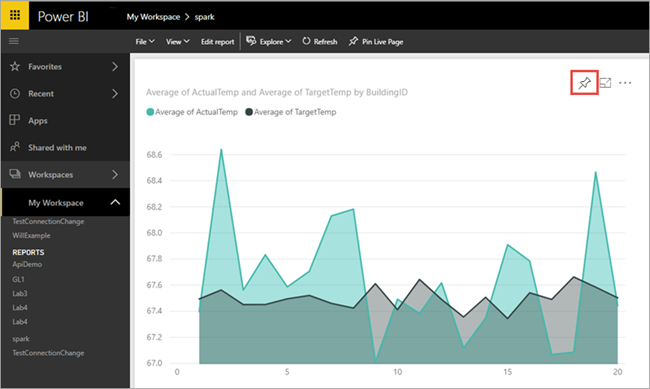 Power BI
My Workspace > spark
File View Edit report Explore Refresh Pin Live Page
Favorites
Recent
Apps
Shared with me
Workspaces
My Workspace
TestConnectionChange
WillExample
REPORTS
ApiDemo
GL1
Lab3
Lab4
Lab4
spark
TestConnectionChange
Average of ActualTemp and Average of TargetTemp by BuildingID
Average of ActualTemp Average of TargetTemp
68.6
68.4
68.2
68.0
67.8
67.6
67.4
67.2
67.0
0 5 10 15 20